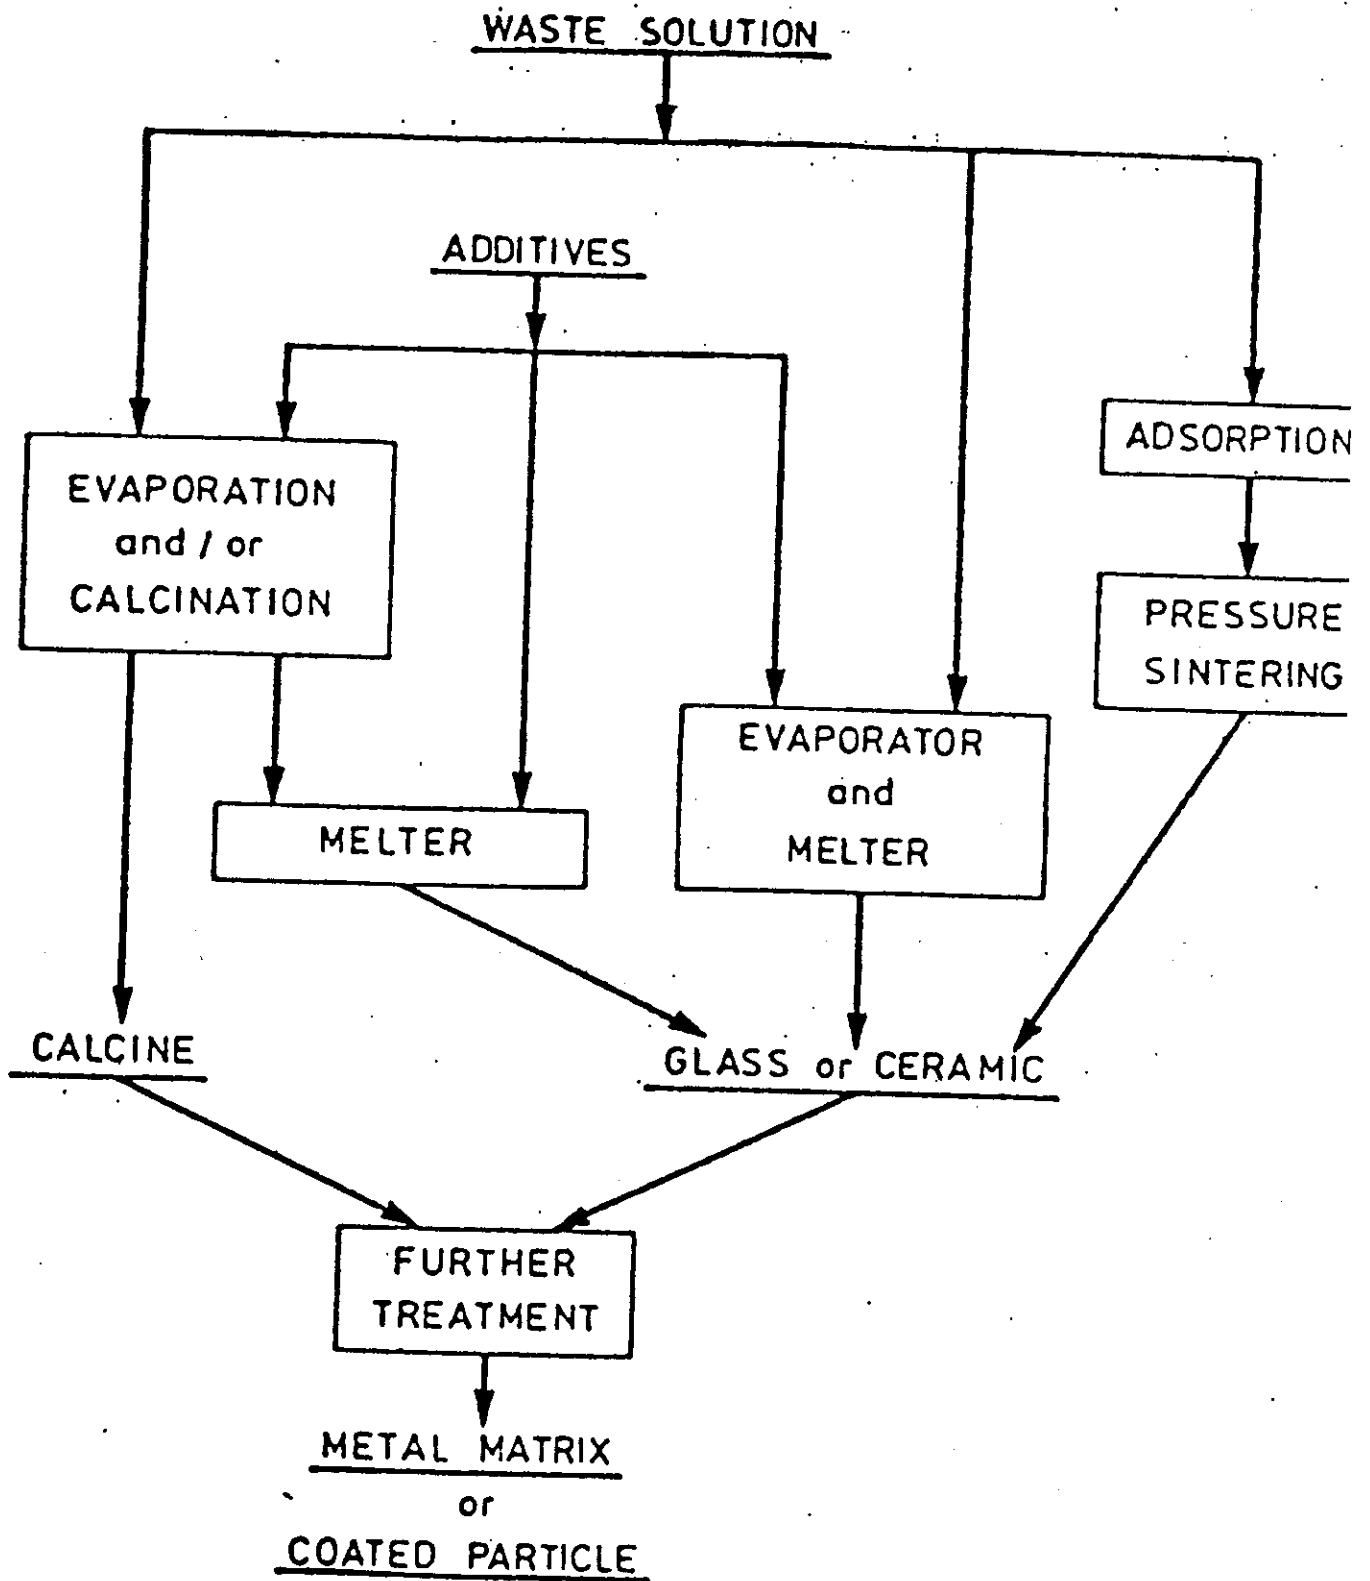 WASTE SOLUTION
ADDITIVES
EVAPORATION
and / or
CALCINATION
ADSORPTION
PRESSURE
SINTERING
MELTER
EVAPORATOR
and
MELTER
CALCINE
GLASS or CERAMIC
FURTHER
TREATMENT
METAL MATRIX
or
COATED PARTICLE